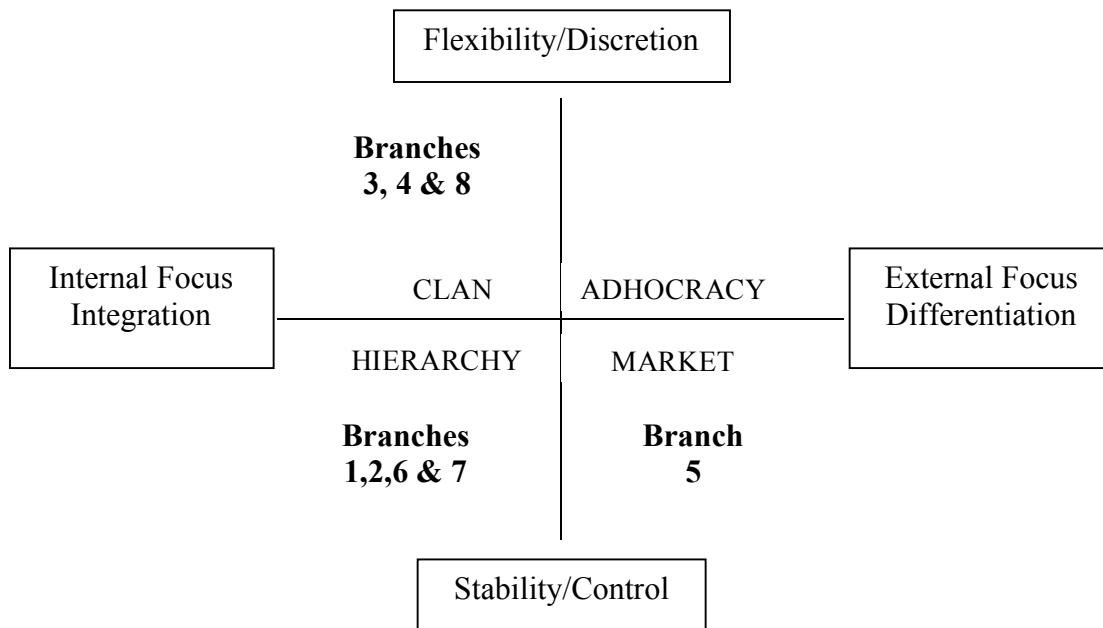 Flexibility/Discretion
Branches
3, 4 & 8
Internal Focus
Integration
CLAN
ADHOCRACY
External Focus
Differentiation
HIERARCHY
MARKET
Branches
1,2,6 & 7
Branch
5
Stability/Control